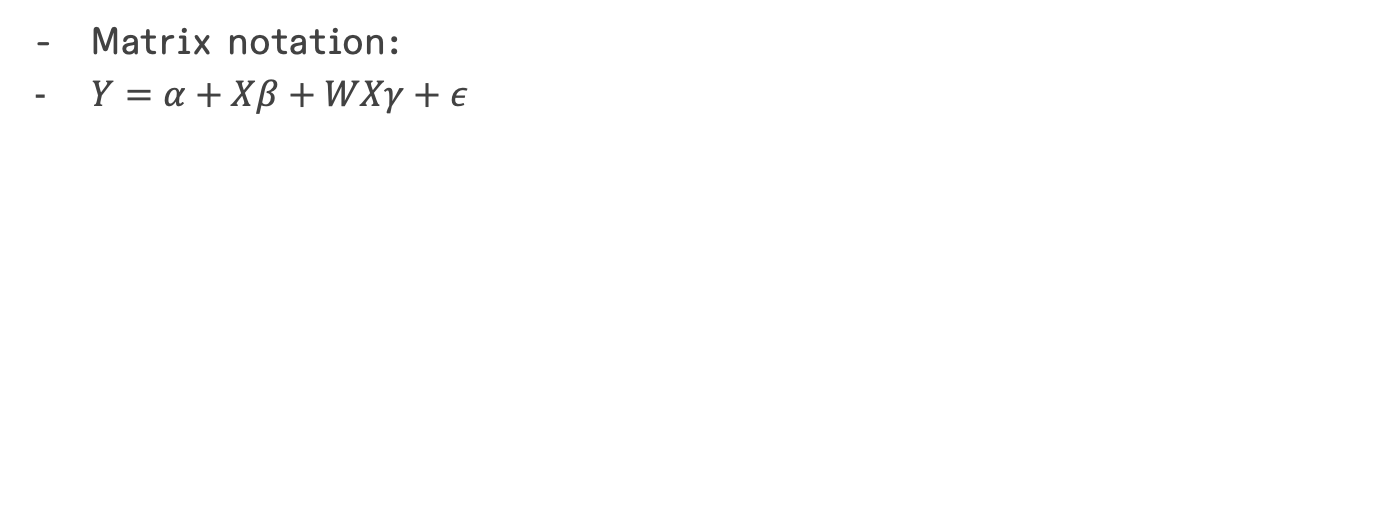 - Matrix notation:
- 𝑌 = 𝛼 + 𝑋𝛽 + 𝑊𝑋𝛾 + 𝜖